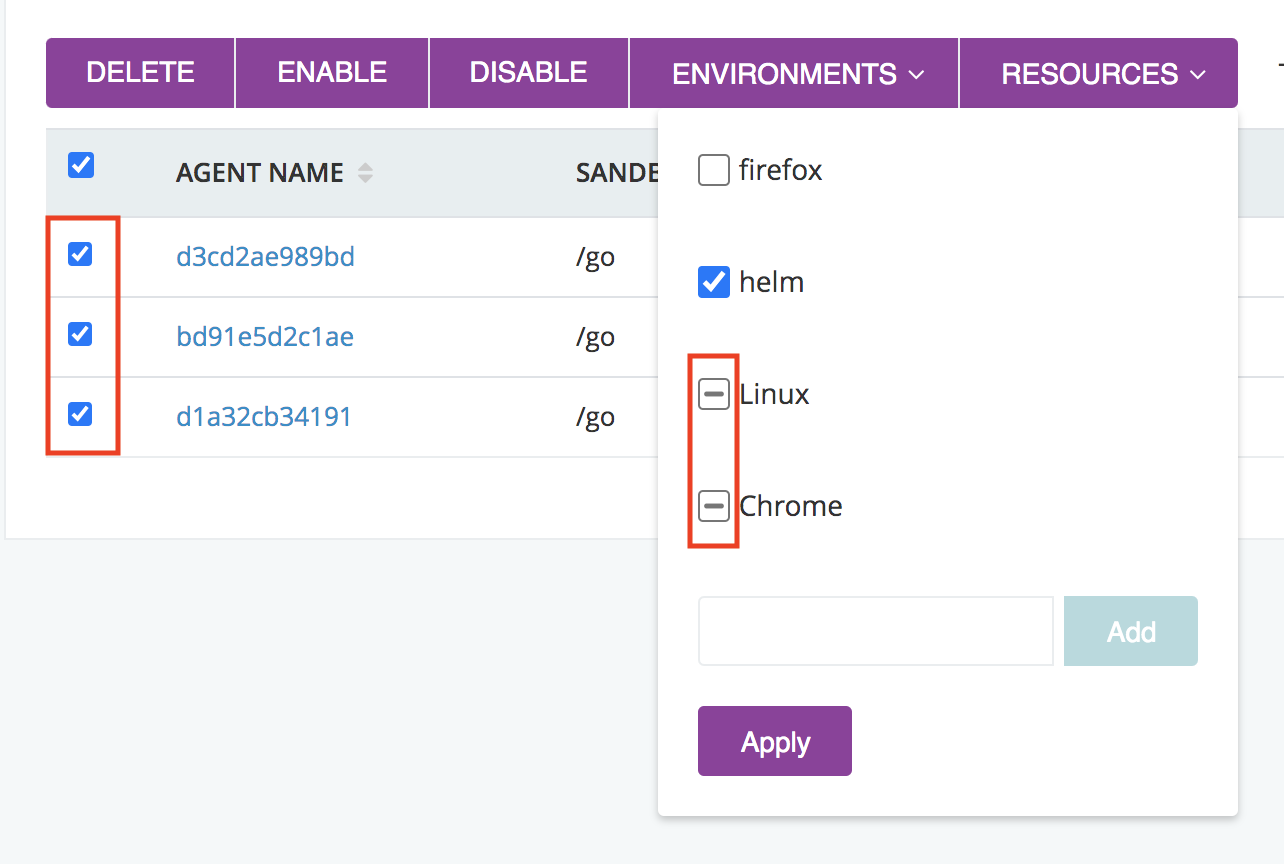 DELETE ENABLE DISABLE ENVIRONMENTS RESOURCES
AGENT NAME SANDB
firefox
d3cd2ae989bd /go
helm
bd91e5d2c1ae /go
Linux
d1a32cb34191 /go
Chrome
Add
Apply